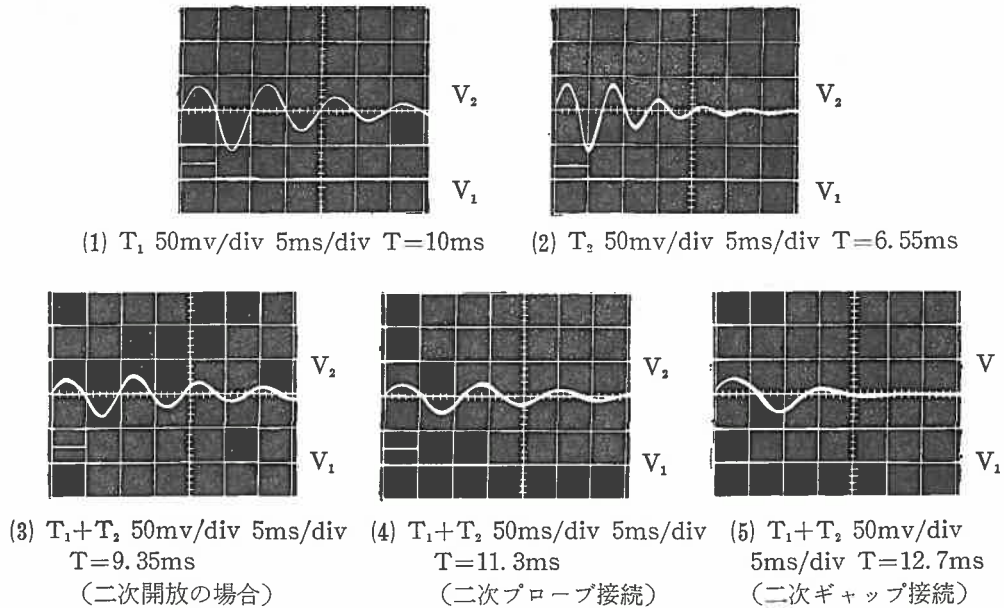 V₂
V₁
(1) T₁ 50mv/div 5ms/div T=10ms
V₂
V₁
(2) T₂ 50mv/div 5ms/div T=6.55ms
V₂
V₁
(3) T₁+T₂ 50mv/div 5ms/div
T=9.35ms
(二次開放の場合)
V₂
V₁
(4) T₁+T₂ 50ms/div 5ms/div
T=11.3ms
(二次プローブ接続)
V
V₁
(5) T₁+T₂ 50mv/div
5ms/div T=12.7ms
(二次ギャップ接続)